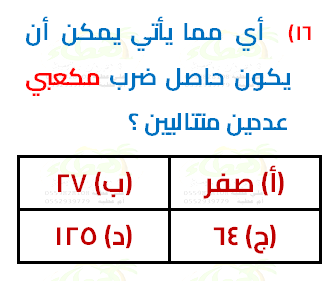 ١٦) أي مما يأتي يمكن أن
يكون حاصل ضرب مكعبي
عددين متتاليين ؟
(أ) صفر (ب) ٢٧
(ج) ٦٤ (د) ١٢٥